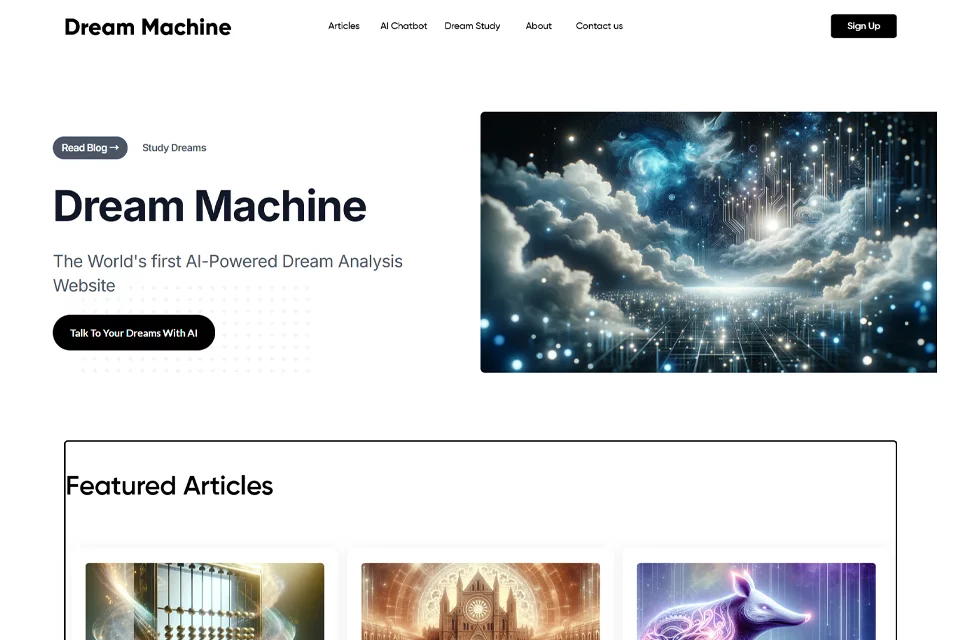 Dream Machine
Articles
AI Chatbot
Dream Study
About
Contact us
Sign Up
Read Blog →
Study Dreams
Dream Machine
The World's first AI-Powered Dream Analysis
Website
Talk To Your Dreams With AI
Featured Articles